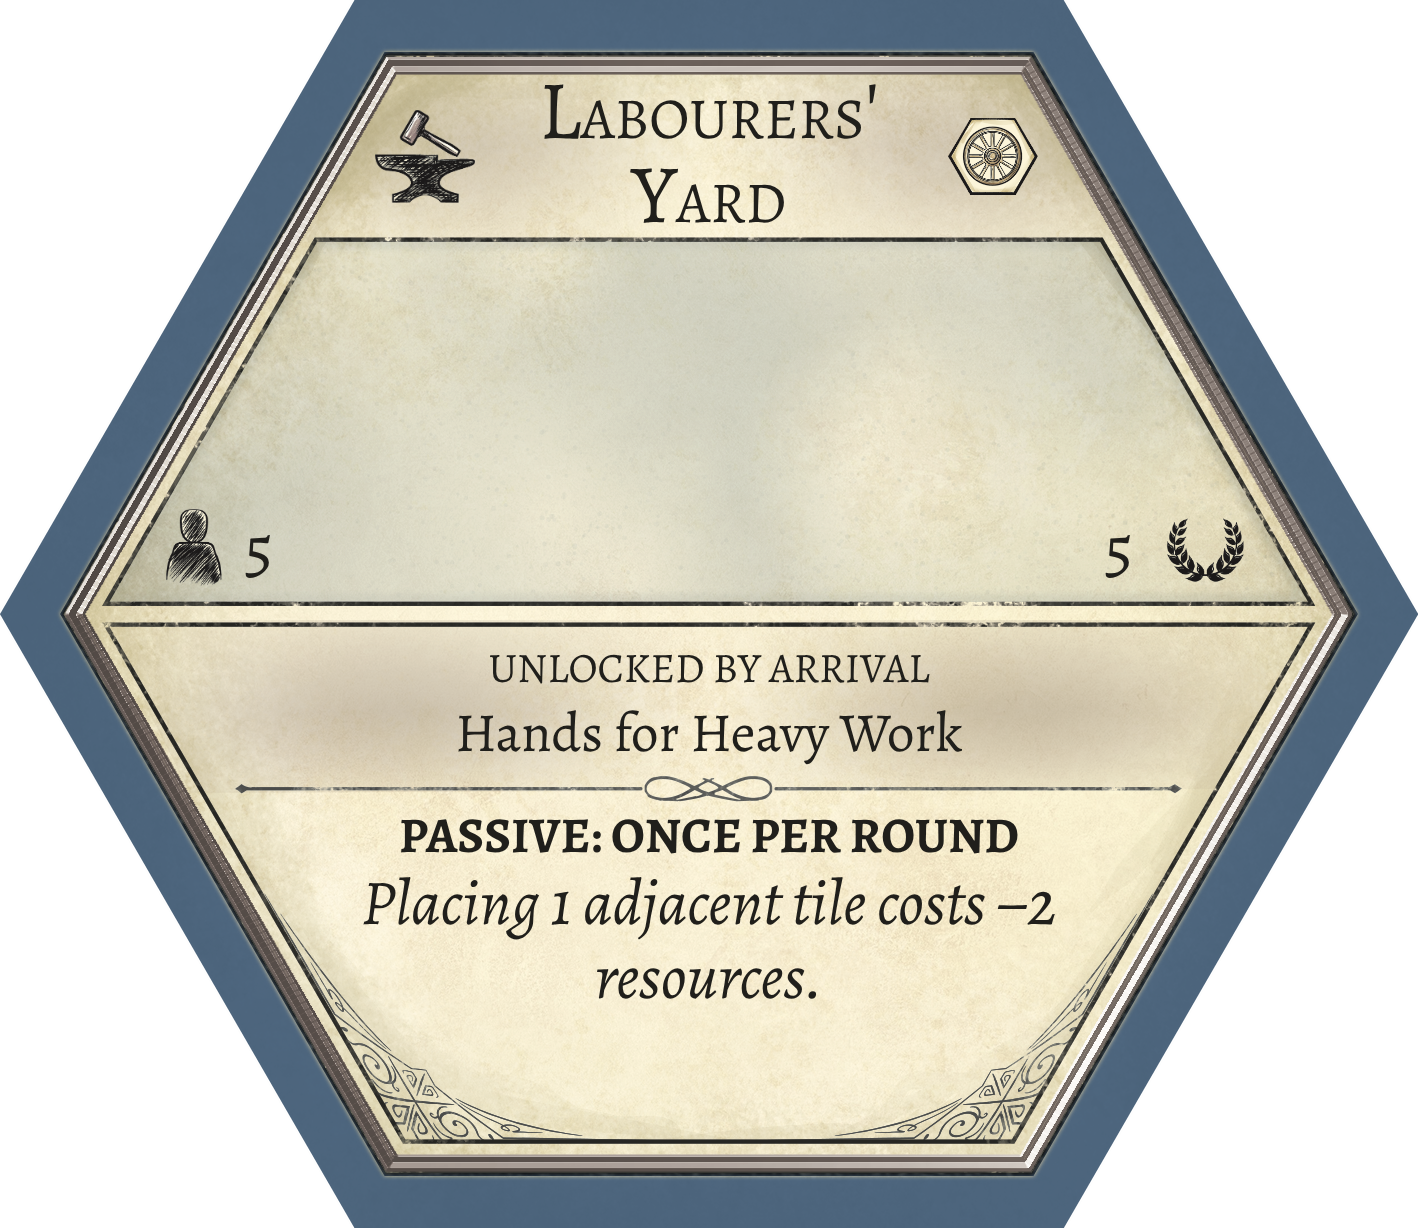 Labourers'
Yard
5
5
UNLOCKED BY ARRIVAL
Hands for Heavy Work
PASSIVE: ONCE PER ROUND
Placing 1 adjacent tile costs –2
resources.